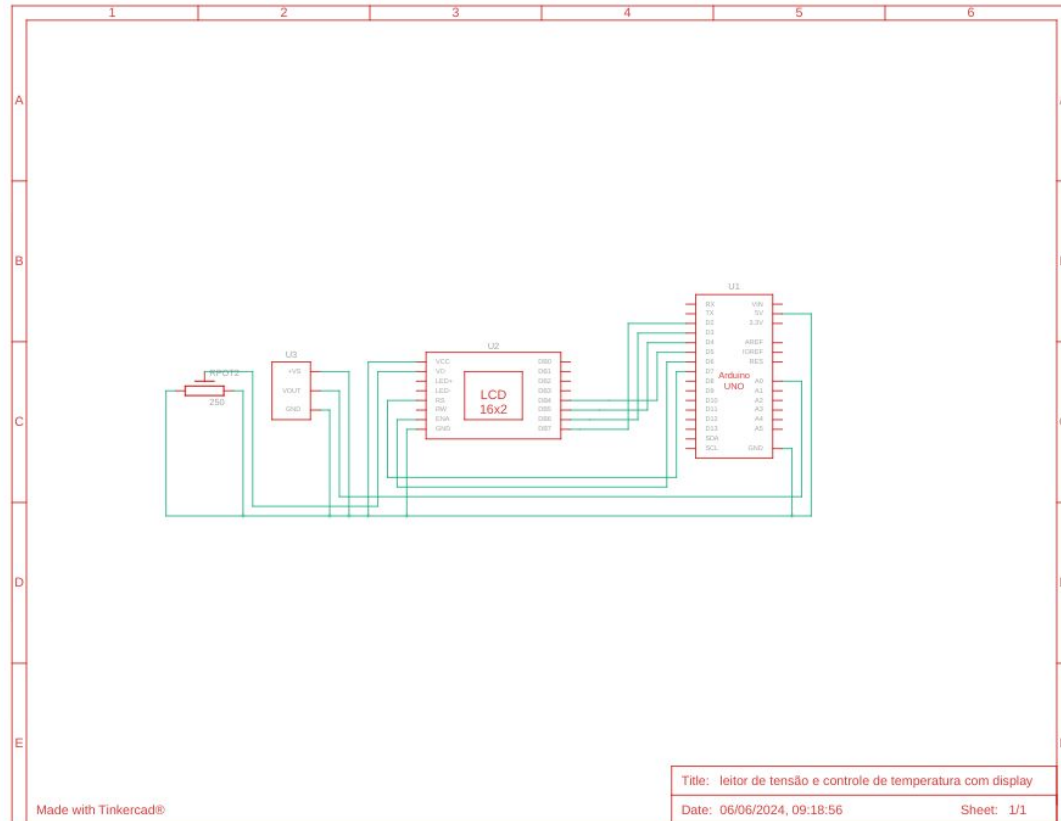 1 2 3 4 5 6
A
B
C
D
E
U1
RX
TX
D2
D3
D4
D5
D6
D7
D8
D9
D10
D11
D12
D13
SDA
SCL
VIN
5V
3.3V
AREF
IOREF
RES
A0
A1
A2
A3
A4
A5
GND
Arduino
UNO
U2
VCC
VO
LED+
LED-
RS
RW
ENA
GND
DB0
DB1
DB2
DB3
DB4
DB5
DB6
DB7
LCD
16x2
U3
+VS
VOUT
GND
RPOT2
250
Title: leitor de tensão e controle de temperatura com display
Made with Tinkercad®
Date: 06/06/2024, 09:18:56 Sheet: 1/1